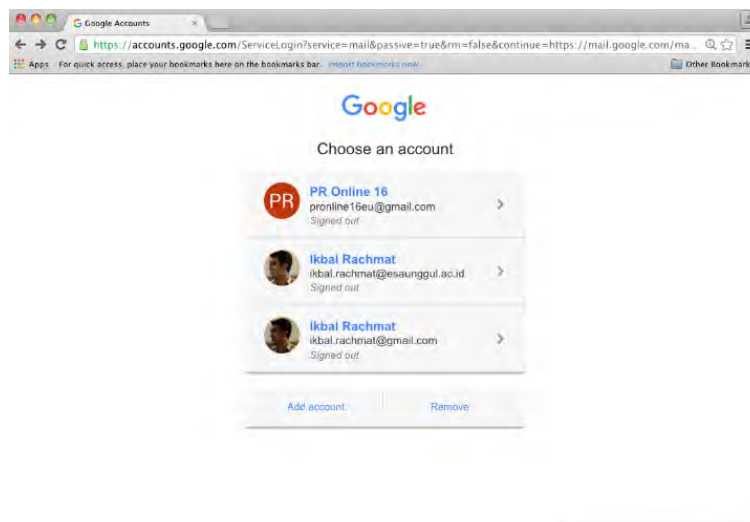 Google Accounts
https://accounts.google.com/ServiceLogin?service=mail&passive=true&rm=false&continue=https://mail.google.com/ma...
Apps For quick access, place your bookmarks here on the bookmarks bar. Import bookmarks now... Other Bookmark
Google
Choose an account
PR
PR Online 16
pronline16eu@gmail.com
Signed out
Ikbal Rachmat
ikbal.rachmat@esaunggul.ac.id
Signed out
Ikbal Rachmat
ikbal.rachmat@gmail.com
Signed out
Add account Remove